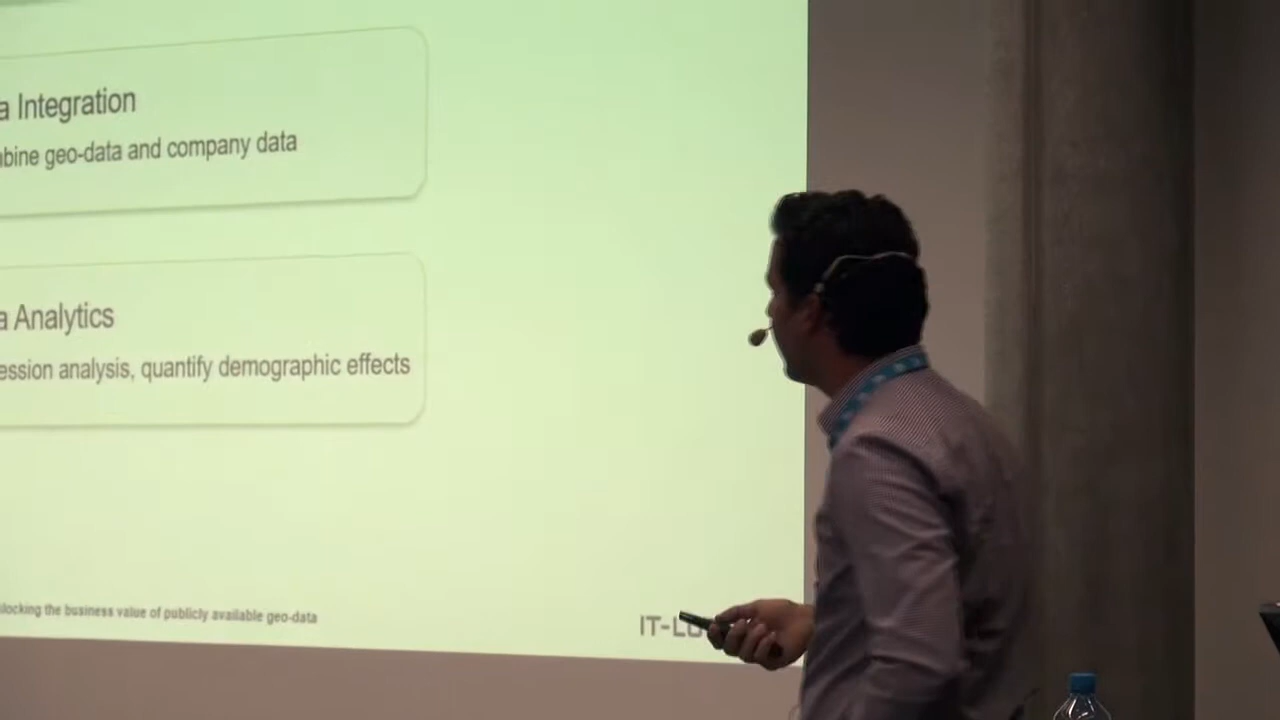 a Integration
bine geo-data and company data
a Analytics
ession analysis, quantify demographic effects
locking the business value of publicly available geo-data
IT-LO